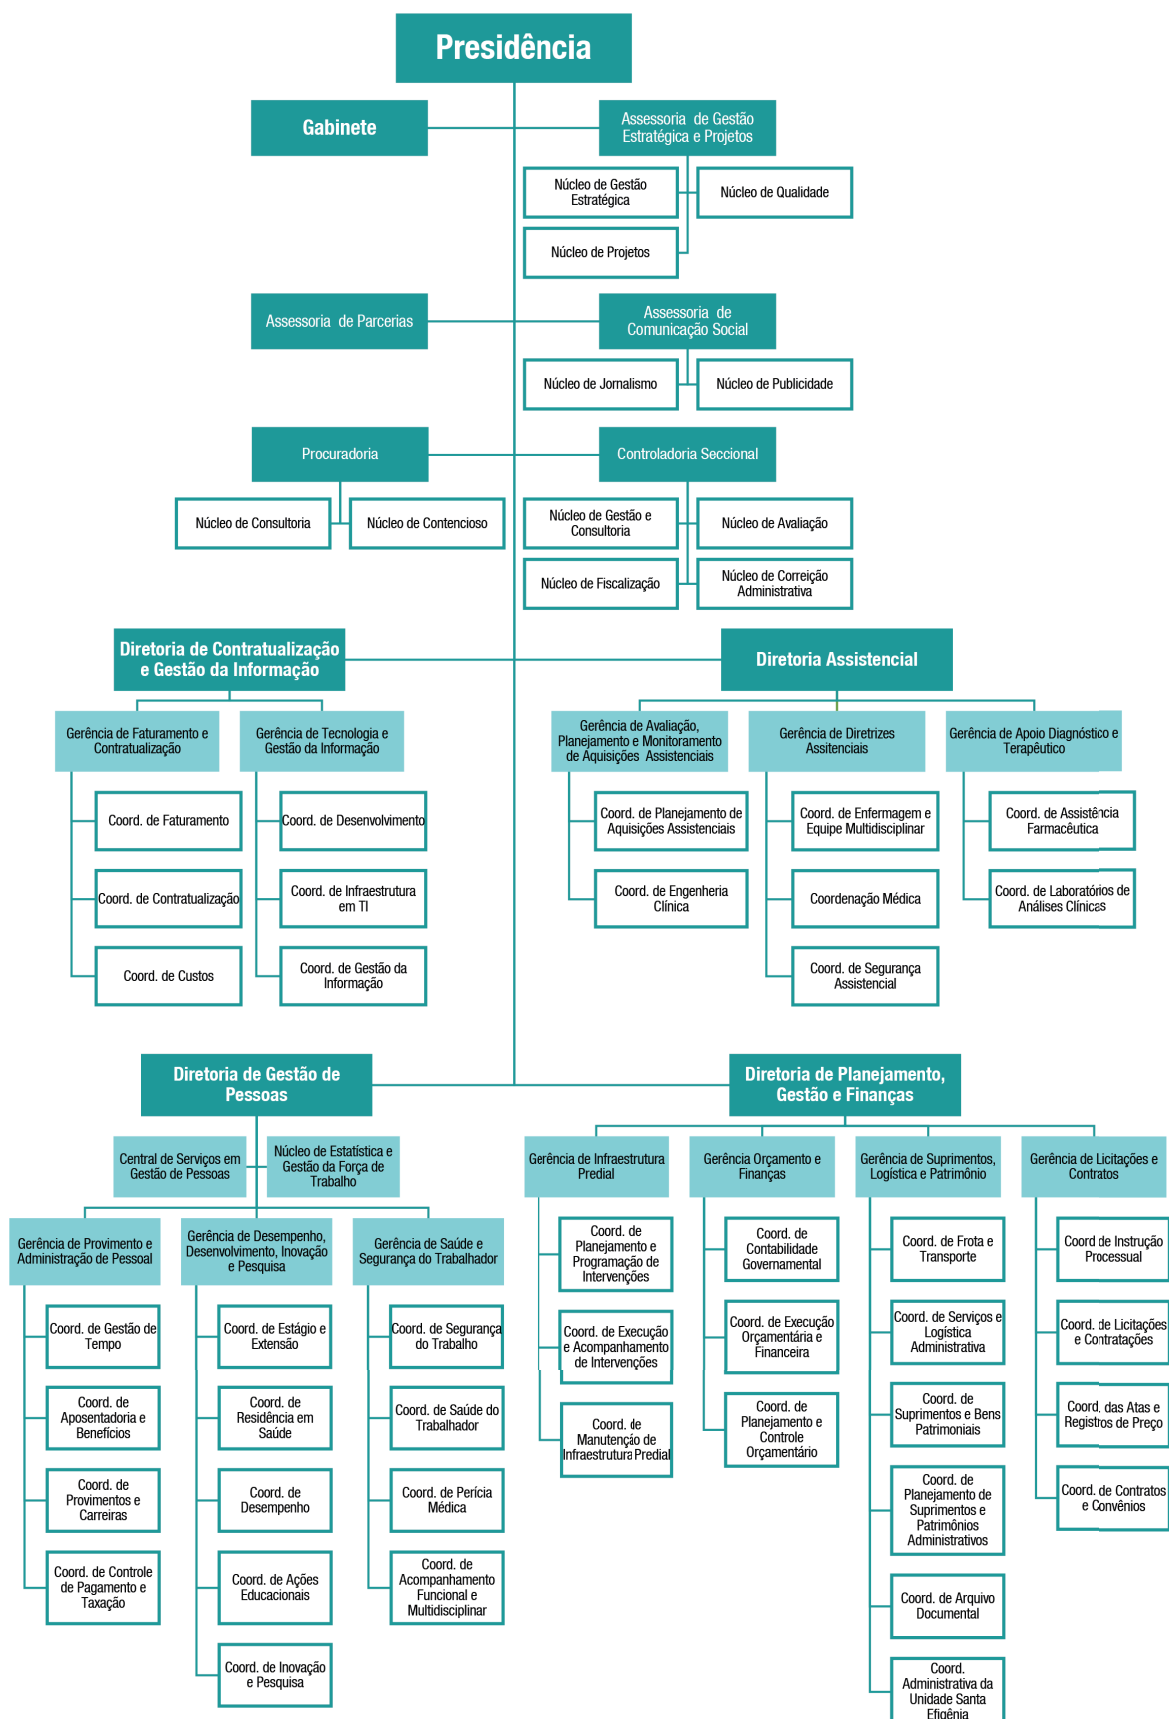 Presidência
Gabinete
Assessoria de Gestão
Estratégica e Projetos
Núcleo de Gestão
Estratégica
Núcleo de Qualidade
Núcleo de Projetos
Assessoria de Parcerias
Assessoria de
Comunicação Social
Núcleo de Jornalismo
Núcleo de Publicidade
Procuradoria
Controladoria Seccional
Núcleo de Consultoria
Núcleo de Contencioso
Núcleo de Gestão e
Consultoria
Núcleo de Avaliação
Núcleo de Fiscalização
Núcleo de Correição
Administrativa
Diretoria de Contratualização
e Gestão da Informação
Diretoria Assistencial
Gerência de Faturamento e
Contratualização
Gerência de Tecnologia e
Gestão da Informação
Gerência de Avaliação,
Planejamento e Monitoramento
de Aquisições Assistenciais
Gerência de Diretrizes
Assitenciais
Gerência de Apoio Diagnóstico e
Terapêutico
Coord. de Faturamento
Coord. de Desenvolvimento
Coord. de Planejamento de
Aquisições Assistenciais
Coord. de Enfermagem e
Equipe Multidisciplinar
Coord. de Assistência
Farmacêutica
Coord. de Contratualização
Coord. de Infraestrutura
em TI
Coord. de Engenheria
Clínica
Coordenação Médica
Coord. de Laboratórios de
Análises Clínicas
Coord. de Custos
Coord. de Gestão da
Informação
Coord. de Segurança
Assistencial
Diretoria de Gestão de
Pessoas
Diretoria de Planejamento,
Gestão e Finanças
Central de Serviços em
Gestão de Pessoas
Núcleo de Estatística e
Gestão da Força de
Trabalho
Gerência de Infraestrutura
Predial
Gerência Orçamento e
Finanças
Gerência de Suprimentos,
Logística e Patrimônio
Gerência de Licitações e
Contratos
Gerência de Provimento e
Administração de Pessoal
Gerência de Desempenho,
Desenvolvimento, Inovação
e Pesquisa
Gerência de Saúde e
Segurança do Trabalhador
Coord. de
Planejamento e
Programação de
Intervenções
Coord. de
Contabilidade
Governamental
Coord. de Frota e
Transporte
Coord de Instrução
Processual
Coord. de Gestão de
Tempo
Coord. de Estágio e
Extensão
Coord. de Segurança
do Trabalho
Coord. de Execução
e Acompanhamento
de Intervenções
Coord. de Execução
Orçamentária e
Financeira
Coord. de Serviços e
Logística
Administrativa
Coord. de Licitações
e Contratações
Coord. de
Aposentadoria e
Benefícios
Coord. de
Residência em
Saúde
Coord. de Saúde do
Trabalhador
Coord. de
Manutenção de
Infraestrutura Predial
Coord. de
Planejamento e
Controle
Orçamentário
Coord. de
Suprimentos e Bens
Patrimoniais
Coord. das Atas e
Registros de Preço
Coord. de
Provimentos e
Carreiras
Coord. de
Desempenho
Coord. de Perícia
Médica
Coord. de
Planejamento de
Suprimentos e
Patrimônios
Administrativos
Coord. de Contratos
e Convênios
Coord. de Controle
de Pagamento e
Taxação
Coord. de Ações
Educacionais
Coord. de
Acompanhamento
Funcional e
Multidisciplinar
Coord. de Arquivo
Documental
Coord. de Inovação
e Pesquisa
Coord.
Administrativa da
Unidade Santa
Efigênia